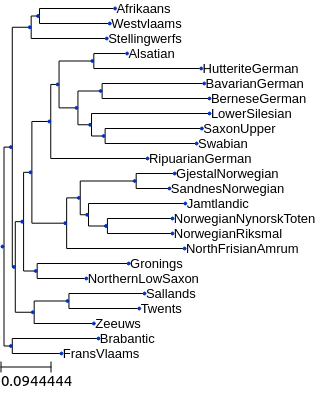 Afrikaans
Westvlaams
Stellingwerfs
Alsatian
HutteriteGerman
BavarianGerman
BerneseGerman
LowerSilesian
SaxonUpper
Swabian
RipuarianGerman
GjestalNorwegian
SandnesNorwegian
Jamtlandic
NorwegianNynorskToten
NorwegianRiksmal
NorthFrisianAmrum
Gronings
NorthernLowSaxon
Sallands
Twents
Zeeuws
Brabantic
FransVlaams
0.0944444